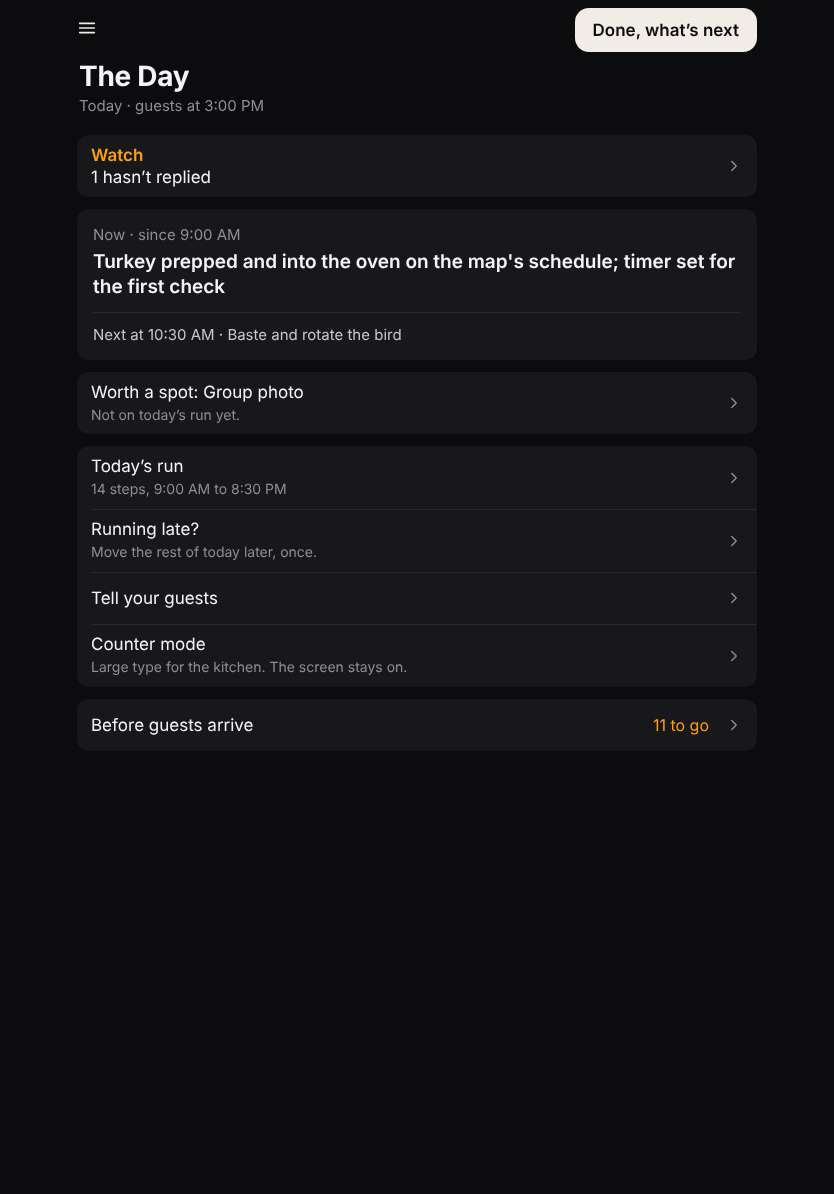 Done, what’s next
The Day
Today · guests at 3:00 PM
Watch
1 hasn’t replied
Now · since 9:00 AM
Turkey prepped and into the oven on the map's schedule; timer set for
the first check
Next at 10:30 AM · Baste and rotate the bird
Worth a spot: Group photo
Not on today’s run yet.
Today’s run
14 steps, 9:00 AM to 8:30 PM
Running late?
Move the rest of today later, once.
Tell your guests
Counter mode
Large type for the kitchen. The screen stays on.
Before guests arrive
11 to go